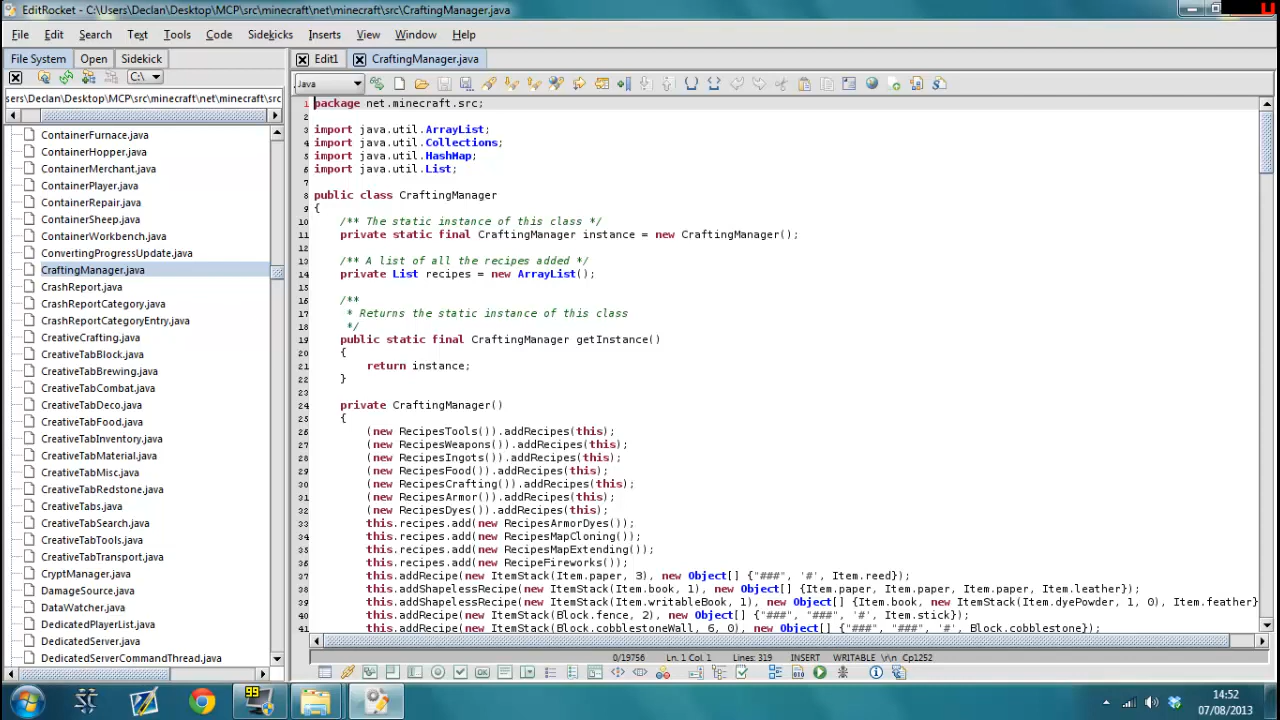 EditRocket - C:\Users\Declan\Desktop\MCP\src\minecraft\net\minecraft\src\CraftingManager.java
File Edit Search Text Tools Code Sidekicks Inserts View Window Help
File System Open Sidekick
Edit1 CraftingManager.java
C:\
Java
sers\Declan\Desktop\MCP\src\minecraft\net\minecraft\src
ContainerFurnace.java
ContainerHopper.java
ContainerMerchant.java
ContainerPlayer.java
ContainerRepair.java
ContainerSheep.java
ContainerWorkbench.java
ConvertingProgressUpdate.java
CraftingManager.java
CrashReport.java
CrashReportCategory.java
CrashReportCategoryEntry.java
CreativeCrafting.java
CreativeTabBlock.java
CreativeTabBrewing.java
CreativeTabCombat.java
CreativeTabDeco.java
CreativeTabFood.java
CreativeTabInventory.java
CreativeTabMaterial.java
CreativeTabMisc.java
CreativeTabRedstone.java
CreativeTabs.java
CreativeTabSearch.java
CreativeTabTools.java
CreativeTabTransport.java
CryptManager.java
DamageSource.java
DataWatcher.java
DedicatedPlayerList.java
DedicatedServer.java
DedicatedServerCommandThread.java
1 package net.minecraft.src;
2
3 import java.util.ArrayList;
4 import java.util.Collections;
5 import java.util.HashMap;
6 import java.util.List;
7
8 public class CraftingManager
9 {
10 /** The static instance of this class */
11 private static final CraftingManager instance = new CraftingManager();
12
13 /** A list of all the recipes added */
14 private List recipes = new ArrayList();
15
16 /**
17 * Returns the static instance of this class
18 */
19 public static final CraftingManager getInstance()
20 {
21 return instance;
22 }
23
24 private CraftingManager()
25 {
26 (new RecipesTools()).addRecipes(this);
27 (new RecipesWeapons()).addRecipes(this);
28 (new RecipesIngots()).addRecipes(this);
29 (new RecipesFood()).addRecipes(this);
30 (new RecipesCrafting()).addRecipes(this);
31 (new RecipesArmor()).addRecipes(this);
32 (new RecipesDyes()).addRecipes(this);
33 this.recipes.add(new RecipesArmorDyes());
34 this.recipes.add(new RecipesMapCloning());
35 this.recipes.add(new RecipesMapExtending());
36 this.recipes.add(new RecipeFireworks());
37 this.addRecipe(new ItemStack(Item.paper, 3), new Object[] {"###", '#', Item.reed});
38 this.addShapelessRecipe(new ItemStack(Item.book, 1), new Object[] {Item.paper, Item.paper, Item.paper, Item.leather});
39 this.addShapelessRecipe(new ItemStack(Item.writableBook, 1), new Object[] {Item.book, new ItemStack(Item.dyePowder, 1, 0), Item.feather}
40 this.addRecipe(new ItemStack(Block.fence, 2), new Object[] {"###", "###", '#', Item.stick});
41 this.addRecipe(new ItemStack(Block.cobblestoneWall, 6, 0), new Object[] {"###", "###", '#', Block.cobblestone});
0/19756 Ln. 1 Col. 1 Lines: 319 INSERT WRITABLE \r\n Cp1252
99
14:52
07/08/2013